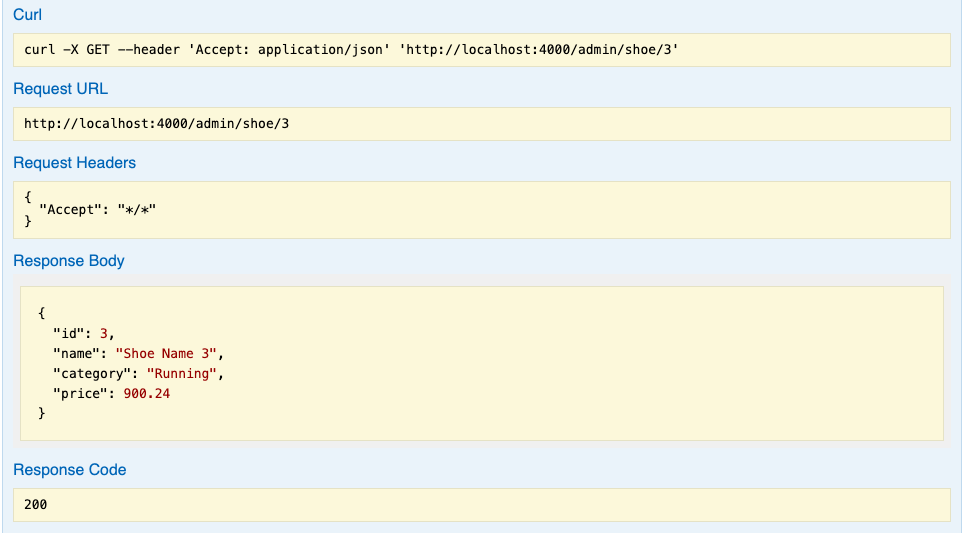 Curl
curl -X GET --header 'Accept: application/json' 'http://localhost:4000/admin/shoe/3'
Request URL
http://localhost:4000/admin/shoe/3
Request Headers
{
  "Accept": "*/*"
}
Response Body
{
  "id": 3,
  "name": "Shoe Name 3",
  "category": "Running",
  "price": 900.24
}
Response Code
200